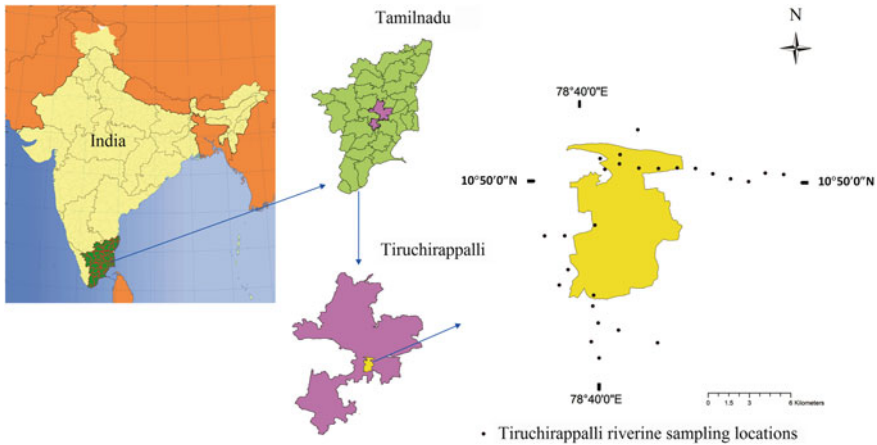 Tamilnadu
N
78°40'0"E
India
10°50'0"N
10°50'0"N
Tiruchirappalli
78°40'0"E
0 1.5 3 6 Kilometers
• Tiruchirappalli riverine sampling locations